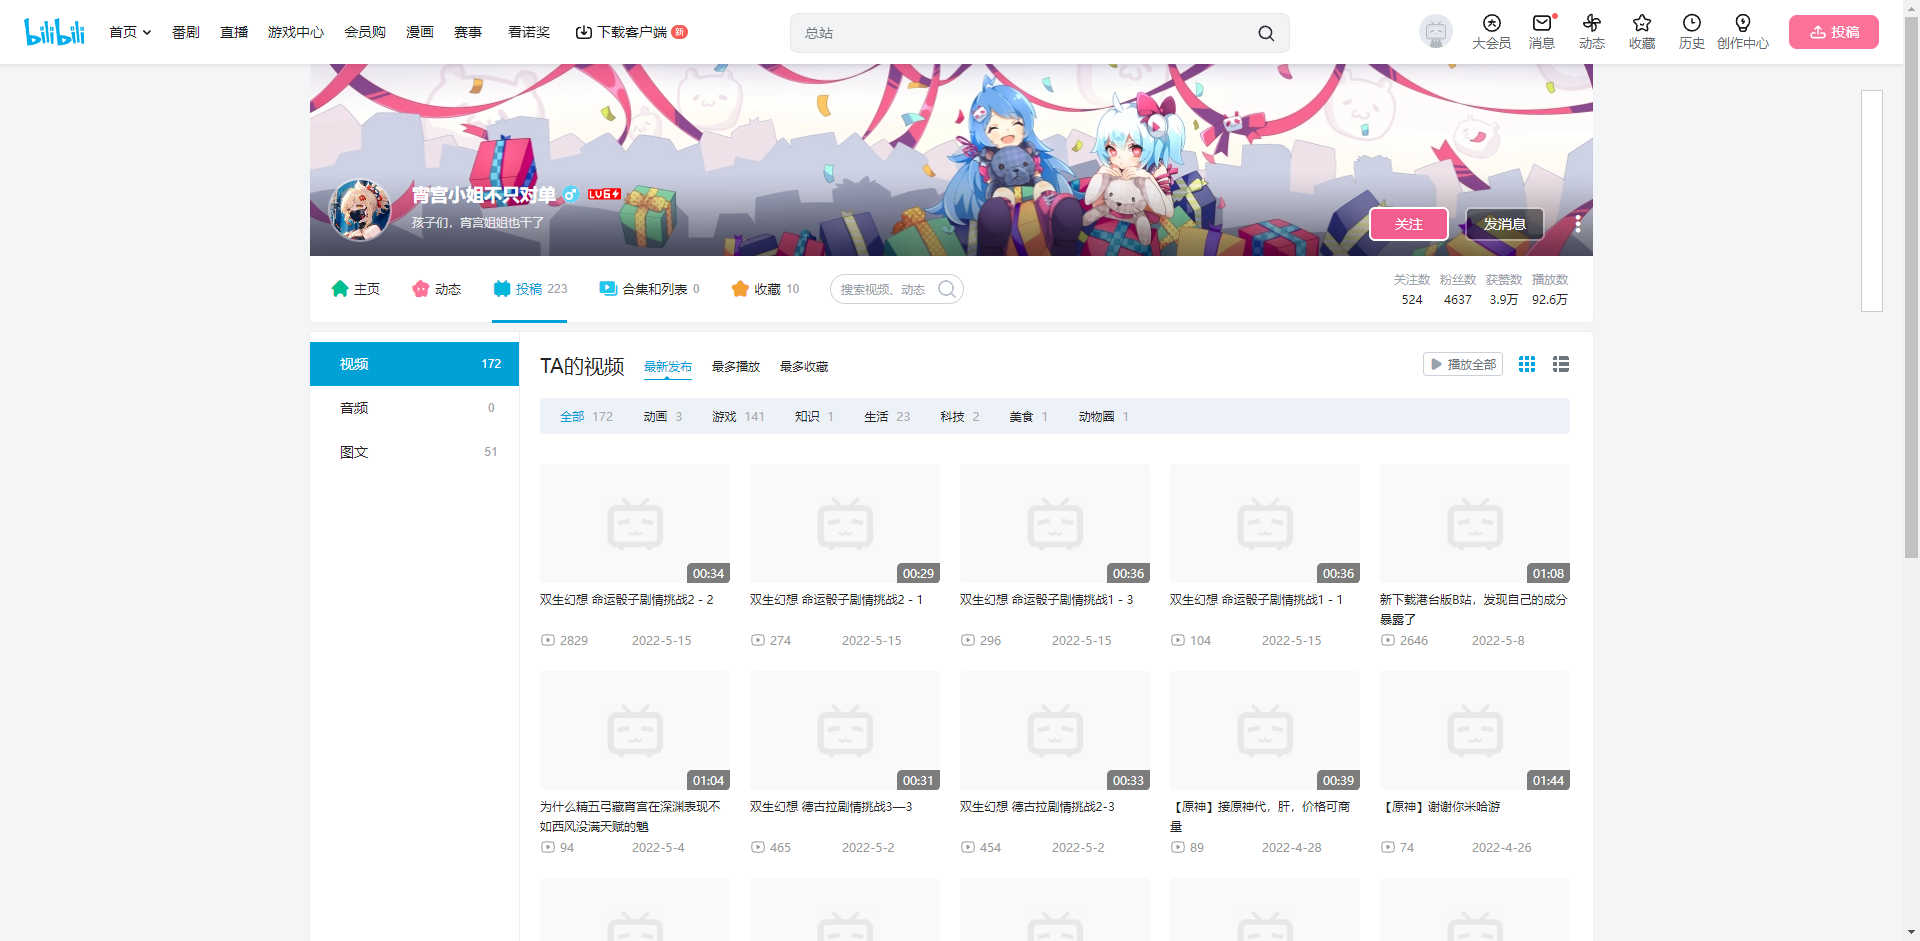 bilibili 首页 番剧 直播 游戏中心 会员购 漫画 赛事 看诺奖 下载客户端 新 总站 大会员 消息 动态 收藏 历史 创作中心 投稿
宵宫小姐不只对单 LV6
孩子们，宵宫姐姐也干了
关注 发消息
主页 动态 投稿 223 合集和列表 0 收藏 10 搜索视频、动态
关注数 粉丝数 获赞数 播放数
524 4637 3.9万 92.6万
视频 172
音频 0
图文 51
TA的视频 最新发布 最多播放 最多收藏 播放全部
全部 172 动画 3 游戏 141 知识 1 生活 23 科技 2 美食 1 动物圈 1
00:34 00:29 00:36 00:36 01:08
双生幻想 命运骰子剧情挑战2 - 2
2829 2022-5-15
双生幻想 命运骰子剧情挑战2 - 1
274 2022-5-15
双生幻想 命运骰子剧情挑战1 - 3
296 2022-5-15
双生幻想 命运骰子剧情挑战1 - 1
104 2022-5-15
新下载港台版B站，发现自己的成分
暴露了
2646 2022-5-8
01:04 00:31 00:33 00:39 01:44
为什么精五弓藏宵宫在深渊表现不
如西风没满天赋的魈
94 2022-5-4
双生幻想 德古拉剧情挑战3—3
465 2022-5-2
双生幻想 德古拉剧情挑战2-3
454 2022-5-2
【原神】接原神代，肝，价格可商
量
89 2022-4-28
【原神】谢谢你米哈游
74 2022-4-26